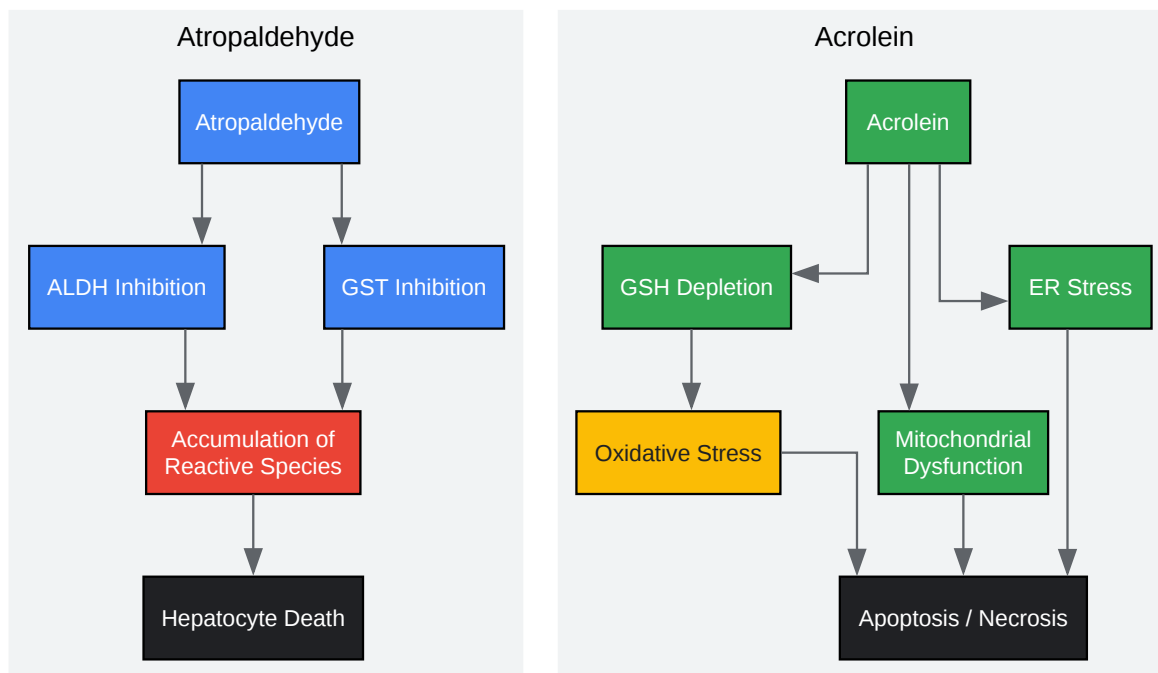 Atropaldehyde
Atropaldehyde
ALDH Inhibition
GST Inhibition
Accumulation of
Reactive Species
Hepatocyte Death
Acrolein
Acrolein
GSH Depletion
ER Stress
Oxidative Stress
Mitochondrial
Dysfunction
Apoptosis / Necrosis